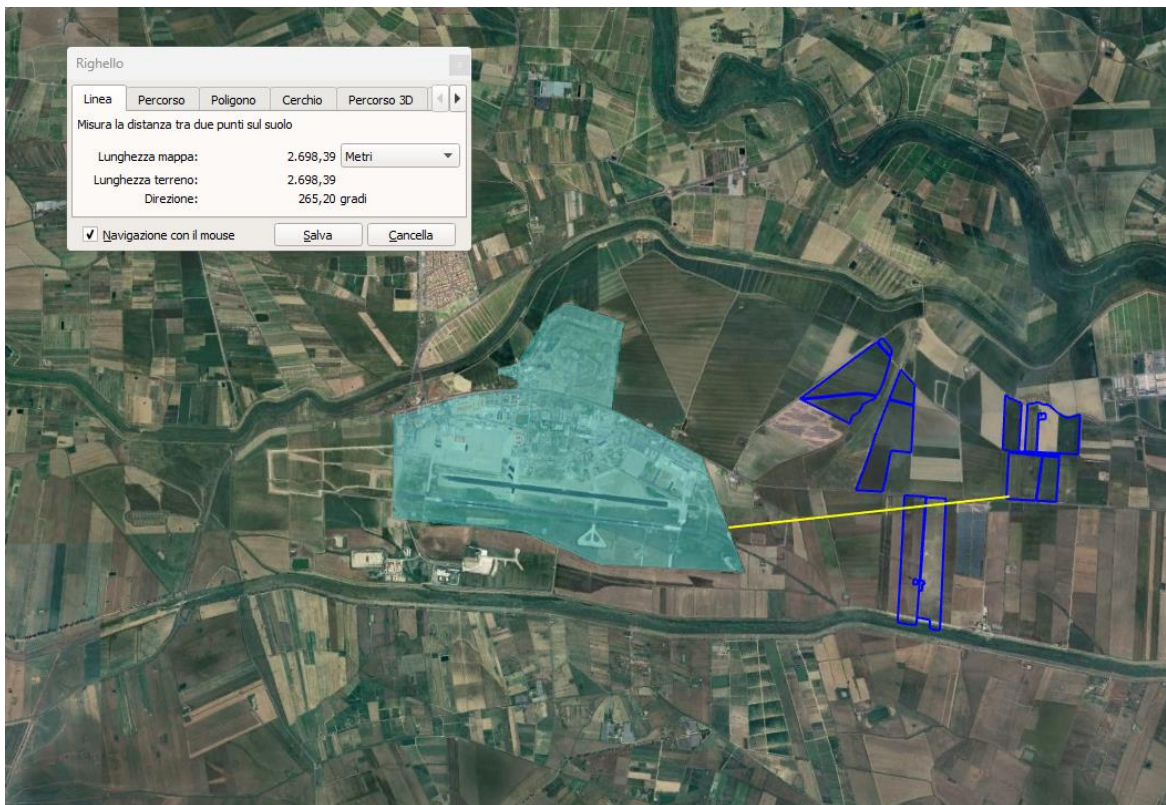 Righello
Linea Percorso Poligono Cerchio Percorso 3D
Misura la distanza tra due punti sul suolo
Lunghezza mappa: 2.698,39 Metri
Lunghezza terreno: 2.698,39
Direzione: 265,20 gradi
Navigazione con il mouse Salva Cancella